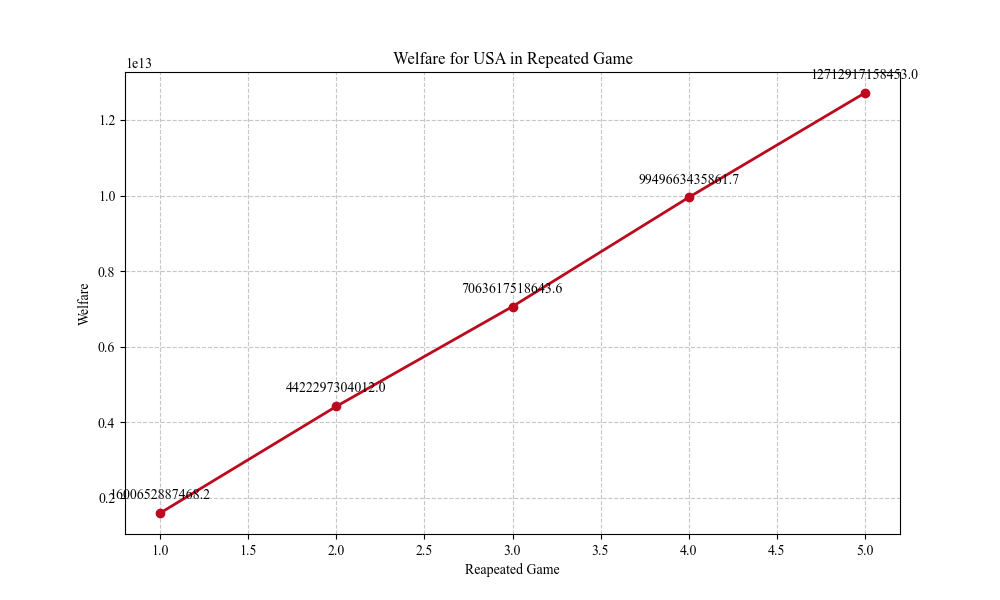 Welfare for USA in Repeated Game
1e13
12712917158453.0
1.2
9949663435861.7
1.0
0.8
7063617518643.6
Welfare
0.6
4422297304012.0
0.4
1600652887468.2
0.2
1.0 1.5 2.0 2.5 3.0 3.5 4.0 4.5 5.0
Reapeated Game